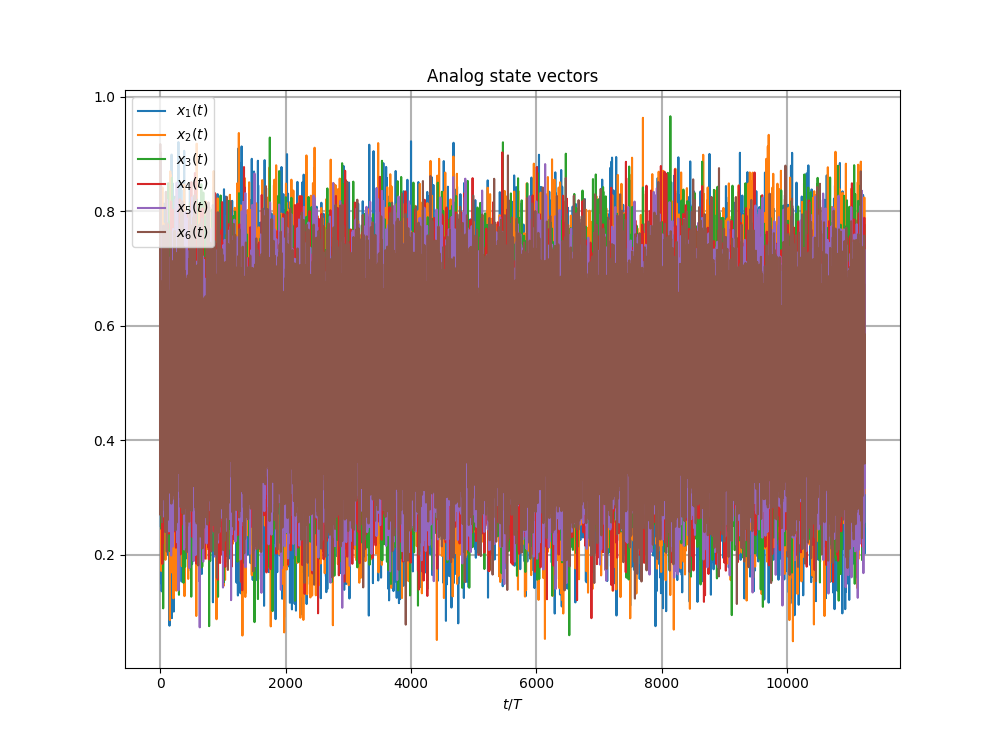 Analog state vectors
1.0
0.8
0.6
0.4
0.2
x₁(t)
x₂(t)
x₃(t)
x₄(t)
x₅(t)
x₆(t)
0 2000 4000 6000 8000 10000
t/T